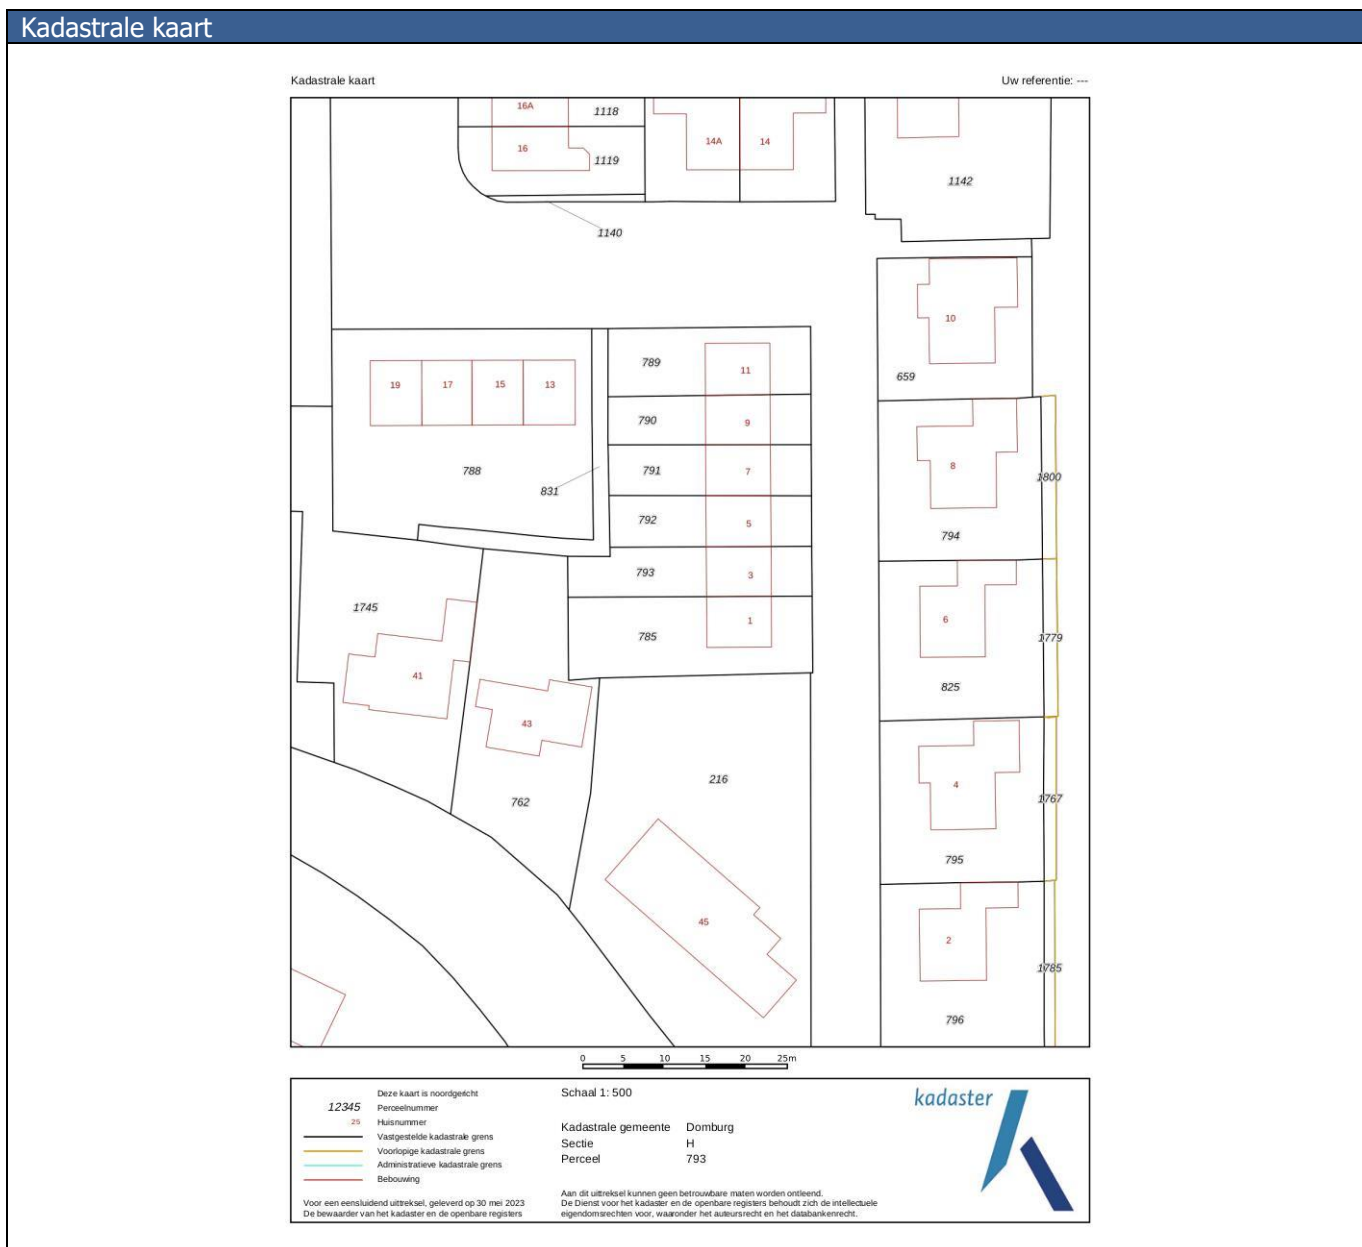 Kadastrale kaart
Kadastrale kaart
Uw referentie: ---
16A
1118
16
1119
14A
14
1142
1140
10
659
789
11
19
17
15
13
790
9
788
791
7
831
8
1800
792
5
794
793
3
1745
785
1
6
1779
825
41
43
762
216
4
1767
795
45
2
1785
796
0 5 10 15 20 25m
Deze kaart is noordgericht
12345 Perceelnummer
25 Huisnummer
Vastgestelde kadastrale grens
Voorlopige kadastrale grens
Administratieve kadastrale grens
Bebouwing
Voor een eensluidend uittreksel, geleverd op 30 mei 2023
De bewaarder van het kadaster en de openbare registers
Schaal 1: 500
Kadastrale gemeente Domburg
Sectie H
Perceel 793
Aan dit uittreksel kunnen geen betrouwbare maten worden ontleend.
De Dienst voor het kadaster en de openbare registers behoudt zich de intellectuele
eigendomsrechten voor, waaronder het auteursrecht en het databankenrecht.
kadaster